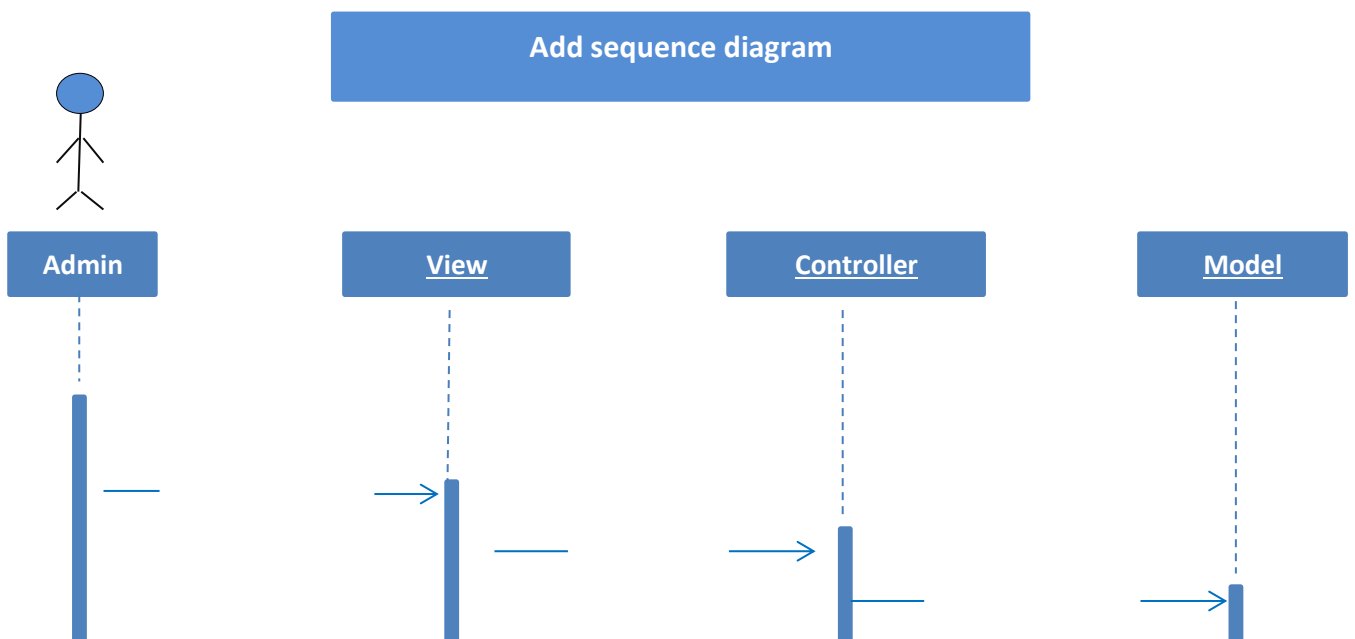 Add sequence diagram
Admin
View
Controller
Model